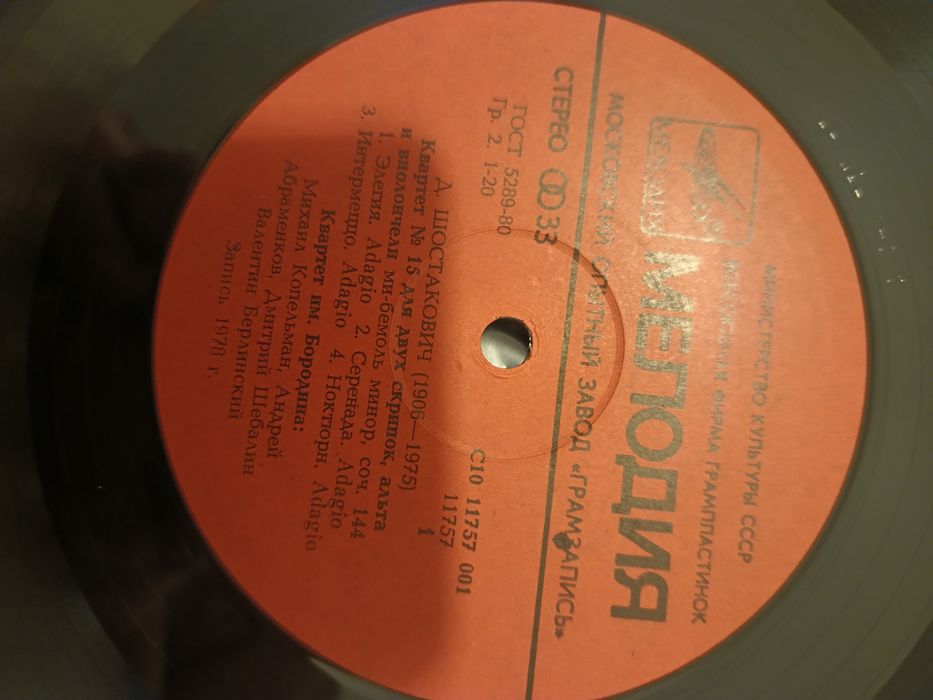 МИНИСТЕРСТВО КУЛЬТУРЫ СССР
ФИРМА ГРАМПЛАСТИНОК
МЕЛОДИЯ
МЕЛОДИЯ
МОСКОВСКИЙ ОПЫТНЫЙ ЗАВОД «ГРАМЗАПИСЬ»
СТЕРЕО 33
ГОСТ 5289-80
Гр. 2. 1-20
С10 11757 001
11757
1
Д. ШОСТАКОВИЧ (1906—1975)
Квартет № 15 для двух скрипок, альта
и виолончели ми-бемоль минор, соч. 144
1. Элегия. Adagio 2. Серенада. Adagio
3. Интермеццо. Adagio 4. Ноктюрн. Adagio
Квартет им. Бородина:
Михаил Копельман, Андрей
Абраменков, Дмитрий Шебалин
Валентин Берлинский
Запись 1978 г.